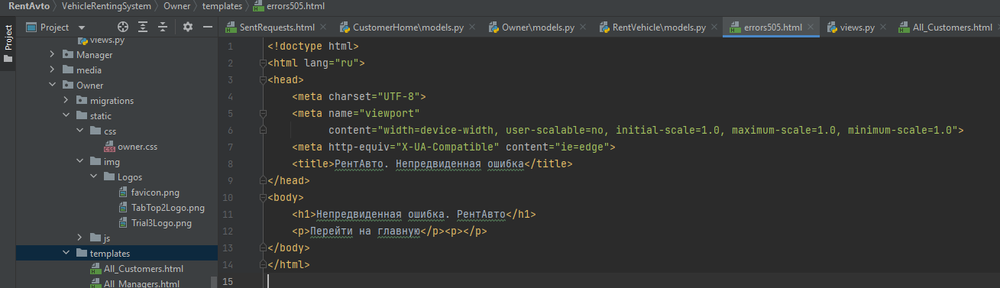 RentAvto
VehicleRentingSystem
Owner
templates
errors505.html
Project
Project
SentRequests.html
CustomerHome\models.py
Owner\models.py
RentVehicle\models.py
errors505.html
views.py
All_Customers.html
views.py
Manager
media
Owner
migrations
static
css
owner.css
img
Logos
favicon.png
TabTop2Logo.png
Trial3Logo.png
js
templates
All_Customers.html
All_Managers.html
1 <!doctype html>
2 <html lang="ru">
3 <head>
4 <meta charset="UTF-8">
5 <meta name="viewport"
6 content="width=device-width, user-scalable=no, initial-scale=1.0, maximum-scale=1.0, minimum-scale=1.0">
7 <meta http-equiv="X-UA-Compatible" content="ie=edge">
8 <title>РентАвто. Непредвиденная ошибка</title>
9 </head>
10 <body>
11 <h1>Непредвиденная ошибка. РентАвто</h1>
12 <p>Перейти на главную</p><p></p>
13 </body>
14 </html>
15